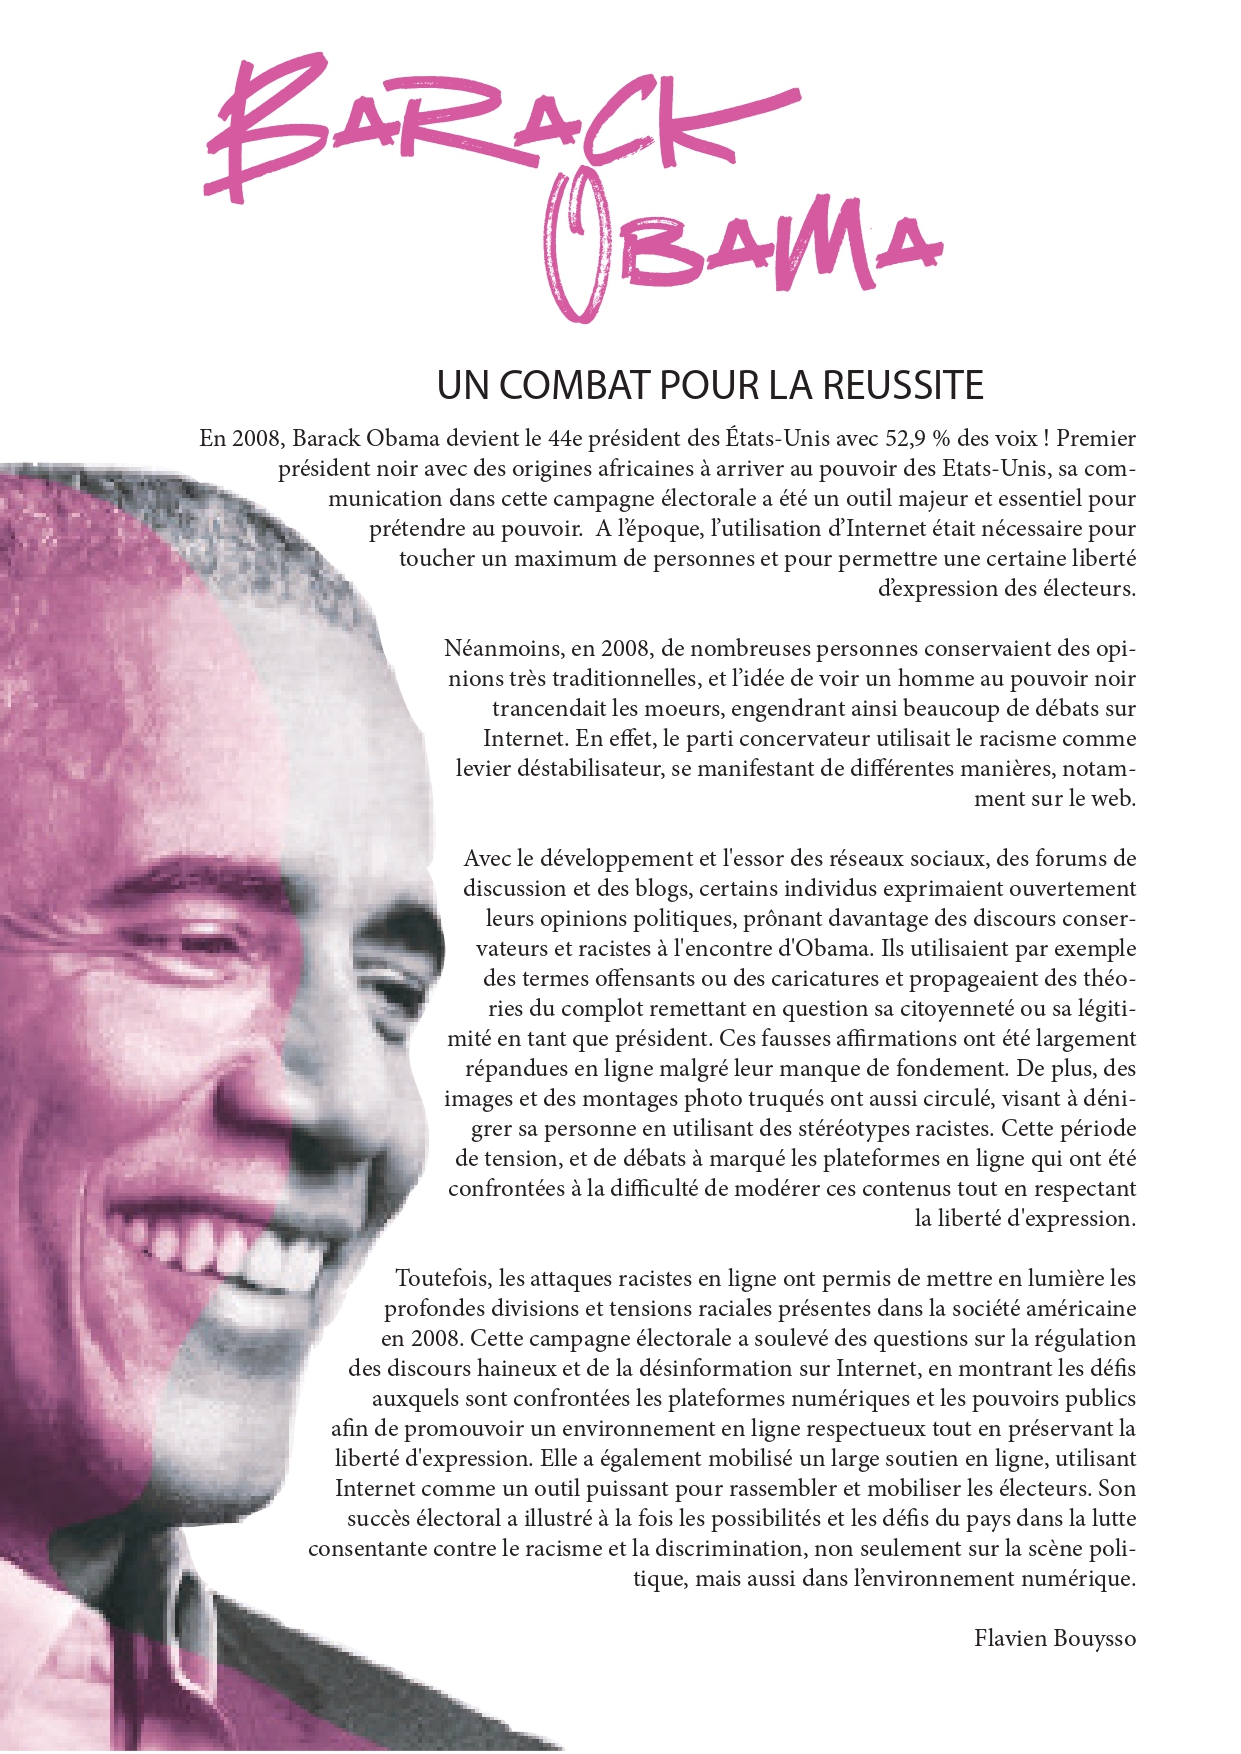 BARACK
OBAMA
UN COMBAT POUR LA REUSSITE
En 2008, Barack Obama devient le 44e président des États-Unis avec 52,9 % des voix ! Premier
président noir avec des origines africaines à arriver au pouvoir des Etats-Unis, sa com-
munication dans cette campagne électorale a été un outil majeur et essentiel pour
prétendre au pouvoir.  A l’époque, l’utilisation d’Internet était nécessaire pour
toucher un maximum de personnes et pour permettre une certaine liberté
d’expression des électeurs.
Néanmoins, en 2008, de nombreuses personnes conservaient des opi-
nions très traditionnelles, et l’idée de voir un homme au pouvoir noir
trancendait les moeurs, engendrant ainsi beaucoup de débats sur
Internet. En effet, le parti concervateur utilisait le racisme comme
levier déstabilisateur, se manifestant de différentes manières, notam-
ment sur le web.
Avec le développement et l'essor des réseaux sociaux, des forums de
discussion et des blogs, certains individus exprimaient ouvertement
leurs opinions politiques, prônant davantage des discours conser-
vateurs et racistes à l'encontre d'Obama. Ils utilisaient par exemple
des termes offensants ou des caricatures et propageaient des théo-
ries du complot remettant en question sa citoyenneté ou sa légiti-
mité en tant que président. Ces fausses affirmations ont été largement
répandues en ligne malgré leur manque de fondement. De plus, des
images et des montages photo truqués ont aussi circulé, visant à déni-
grer sa personne en utilisant des stéréotypes racistes. Cette période
de tension, et de débats à marqué les plateformes en ligne qui ont été
confrontées à la difficulté de modérer ces contenus tout en respectant
la liberté d'expression.
Toutefois, les attaques racistes en ligne ont permis de mettre en lumière les
profondes divisions et tensions raciales présentes dans la société américaine
en 2008. Cette campagne électorale a soulevé des questions sur la régulation
des discours haineux et de la désinformation sur Internet, en montrant les défis
auxquels sont confrontées les plateformes numériques et les pouvoirs publics
afin de promouvoir un environnement en ligne respectueux tout en préservant la
liberté d'expression. Elle a également mobilisé un large soutien en ligne, utilisant
Internet comme un outil puissant pour rassembler et mobiliser les électeurs. Son
succès électoral a illustré à la fois les possibilités et les défis du pays dans la lutte
consentante contre le racisme et la discrimination, non seulement sur la scène poli-
tique, mais aussi dans l’environnement numérique.
Flavien Bouysso